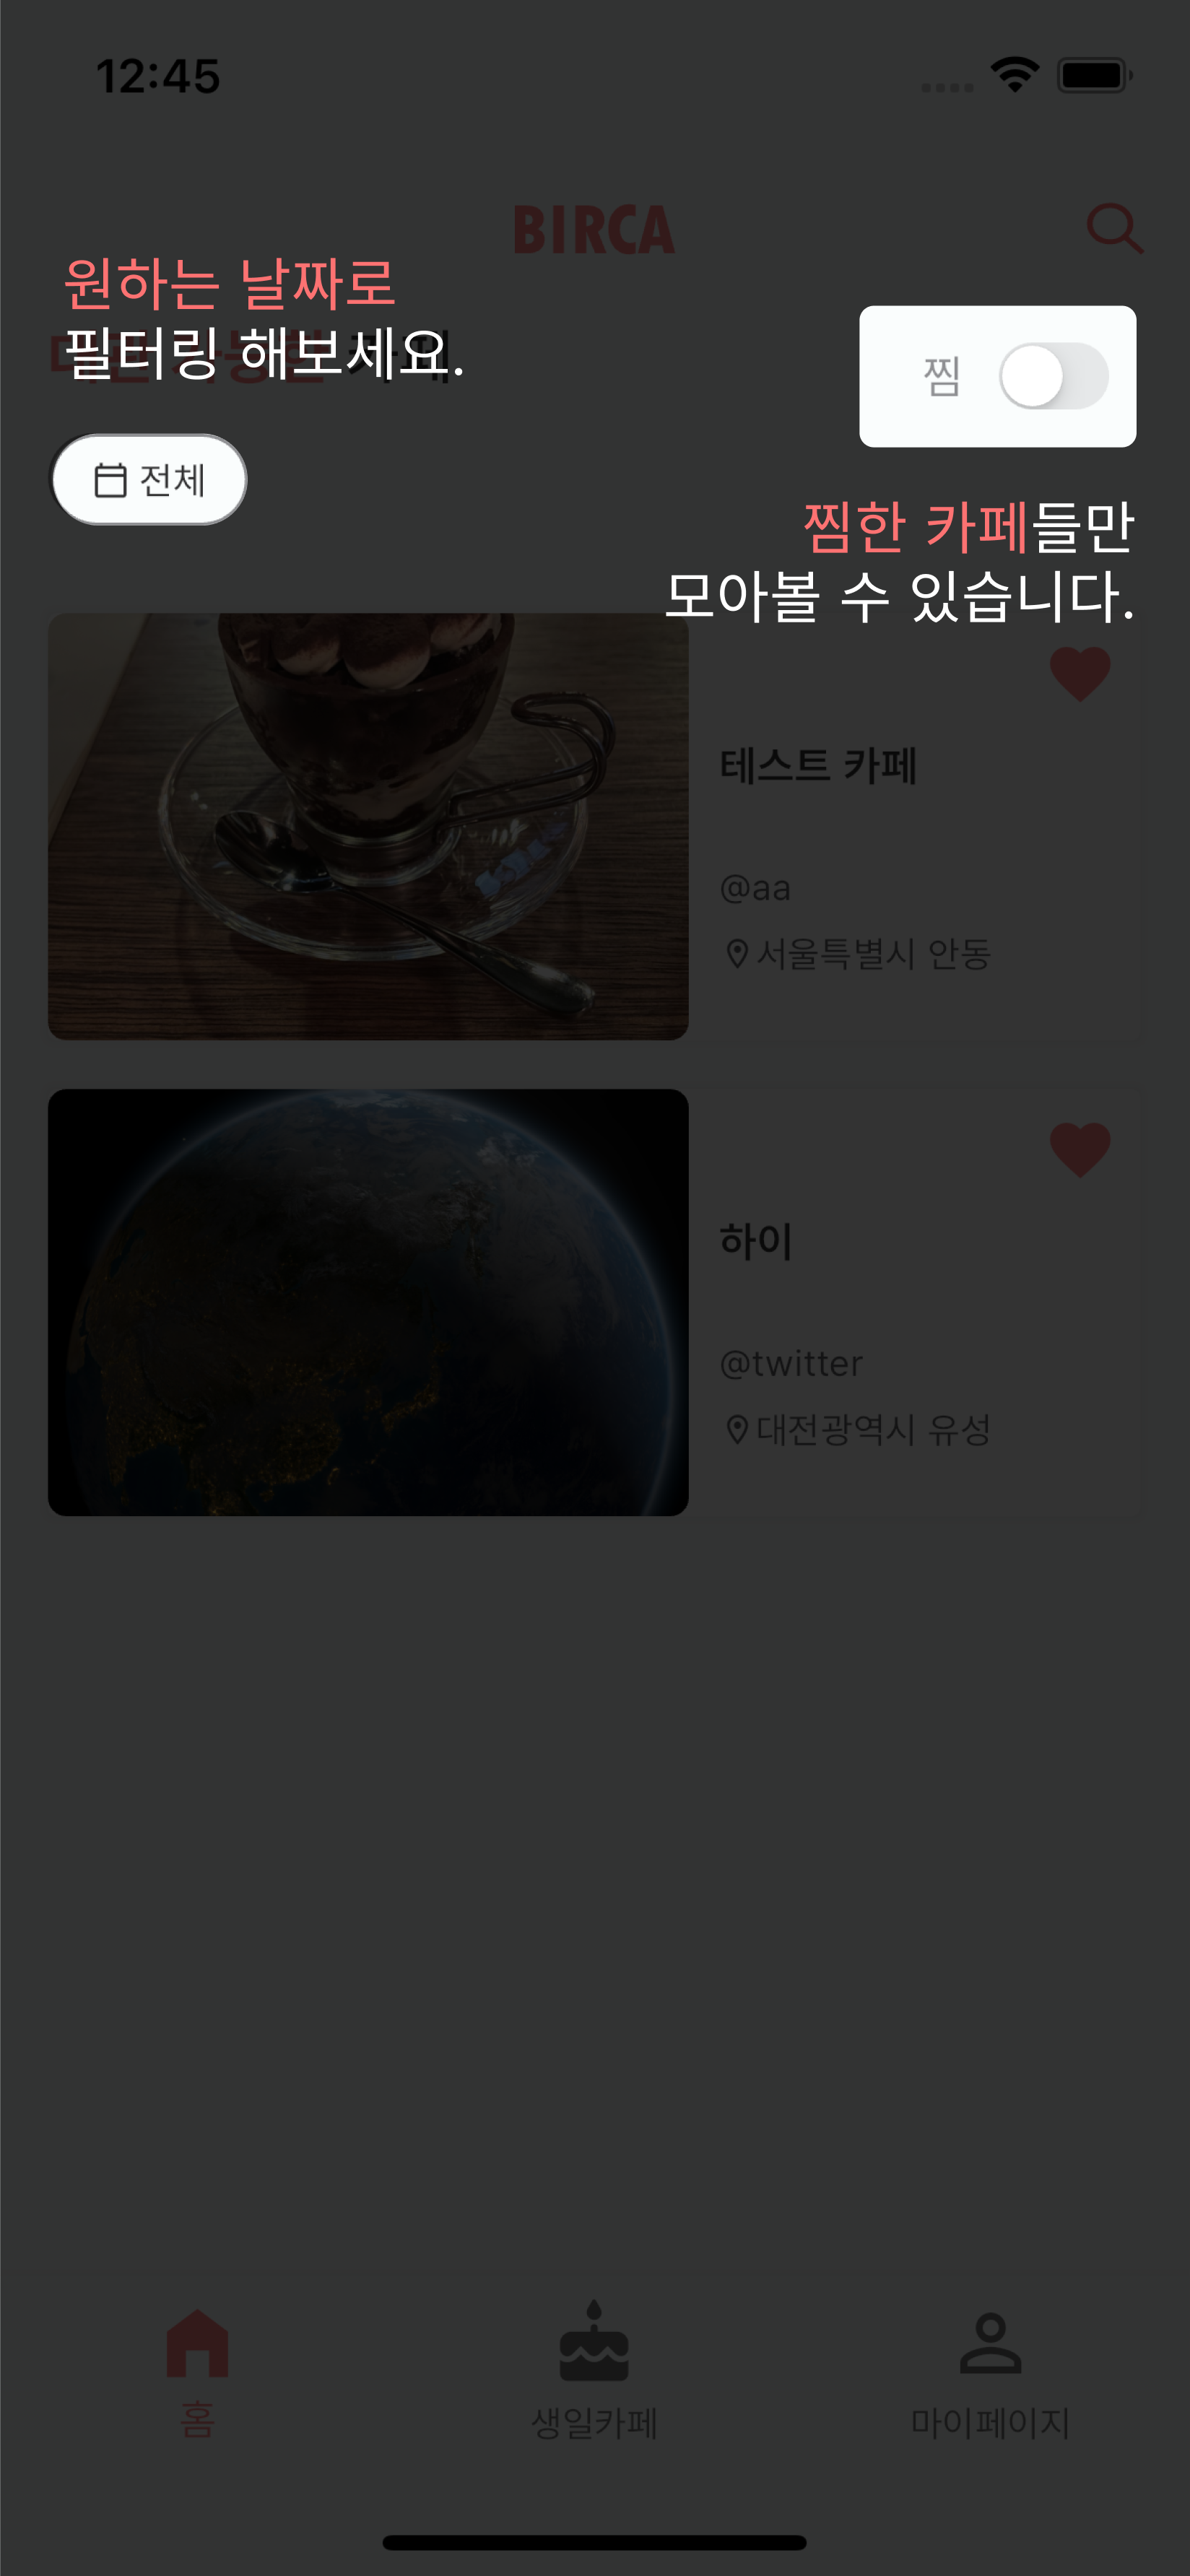 12:45
BIRCA
원하는 날짜로
필터링 해보세요.
찜
전체
찜한 카페들만
모아볼 수 있습니다.
테스트 카페
@aa
서울특별시 안동
하이
@twitter
대전광역시 유성
홈
생일카페
마이페이지